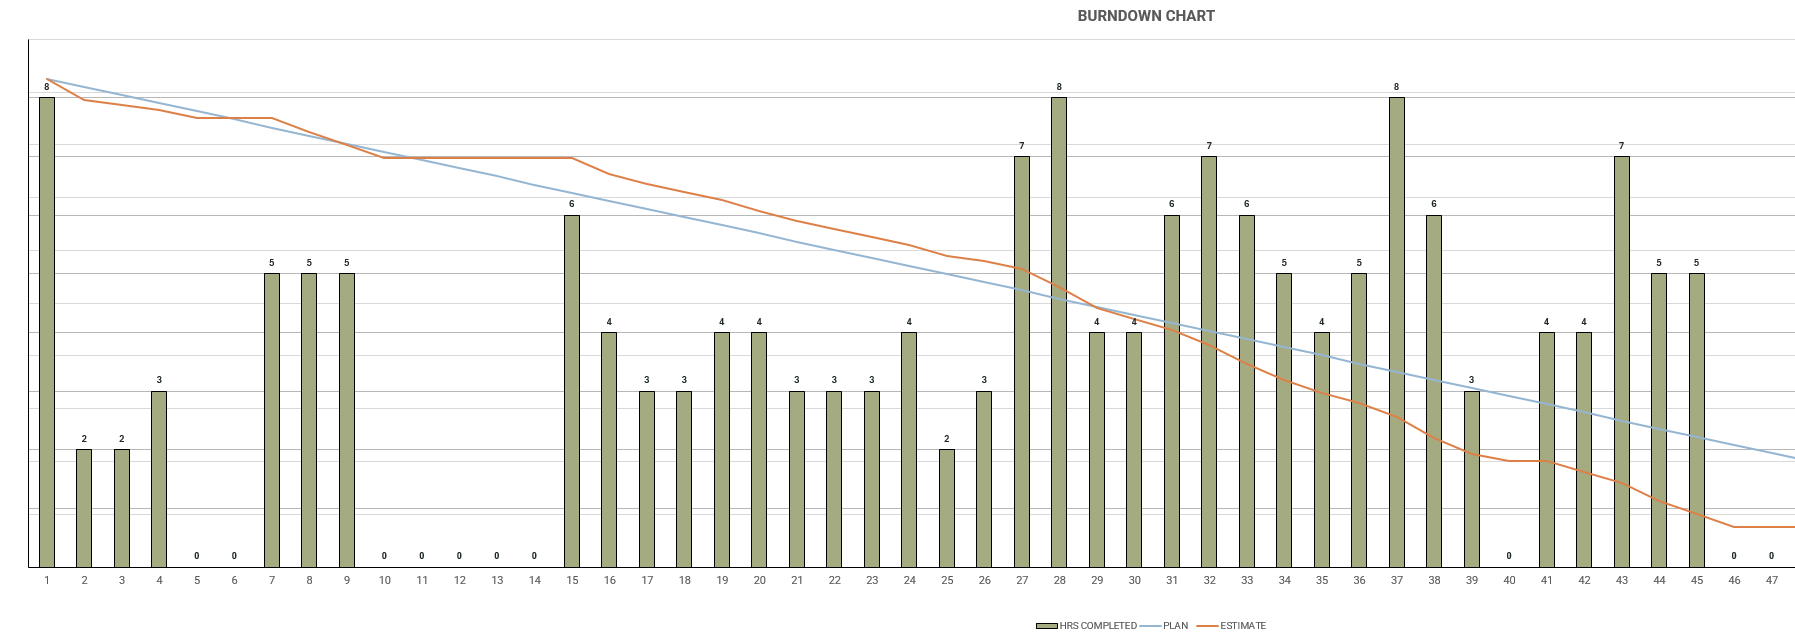 BURNDOWN CHART
8 2 2 3 0 0 5 5 5 0 0 0 0 0 6 4 3 3 4 4 3 3 3 4 2 3 7 8 4 4 6 7 6 5 4 5 8 6 3 0 4 4 7 5 5 0 0
1 2 3 4 5 6 7 8 9 10 11 12 13 14 15 16 17 18 19 20 21 22 23 24 25 26 27 28 29 30 31 32 33 34 35 36 37 38 39 40 41 42 43 44 45 46 47
HRS COMPLETED PLAN ESTIMATE